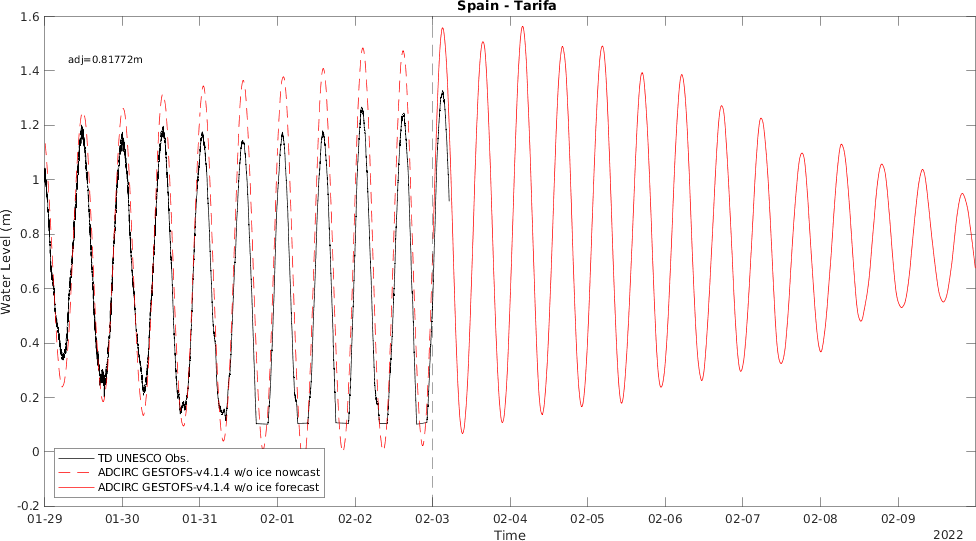 Spain - Tarifa
adj=0.81772m
Water Level (m)
1.6
1.4
1.2
1
0.8
0.6
0.4
0.2
0
-0.2
TD UNESCO Obs.
ADCIRC GESTOFS-v4.1.4 w/o ice nowcast
ADCIRC GESTOFS-v4.1.4 w/o ice forecast
01-29 01-30 01-31 02-01 02-02 02-03 02-04 02-05 02-06 02-07 02-08 02-09
Time
2022